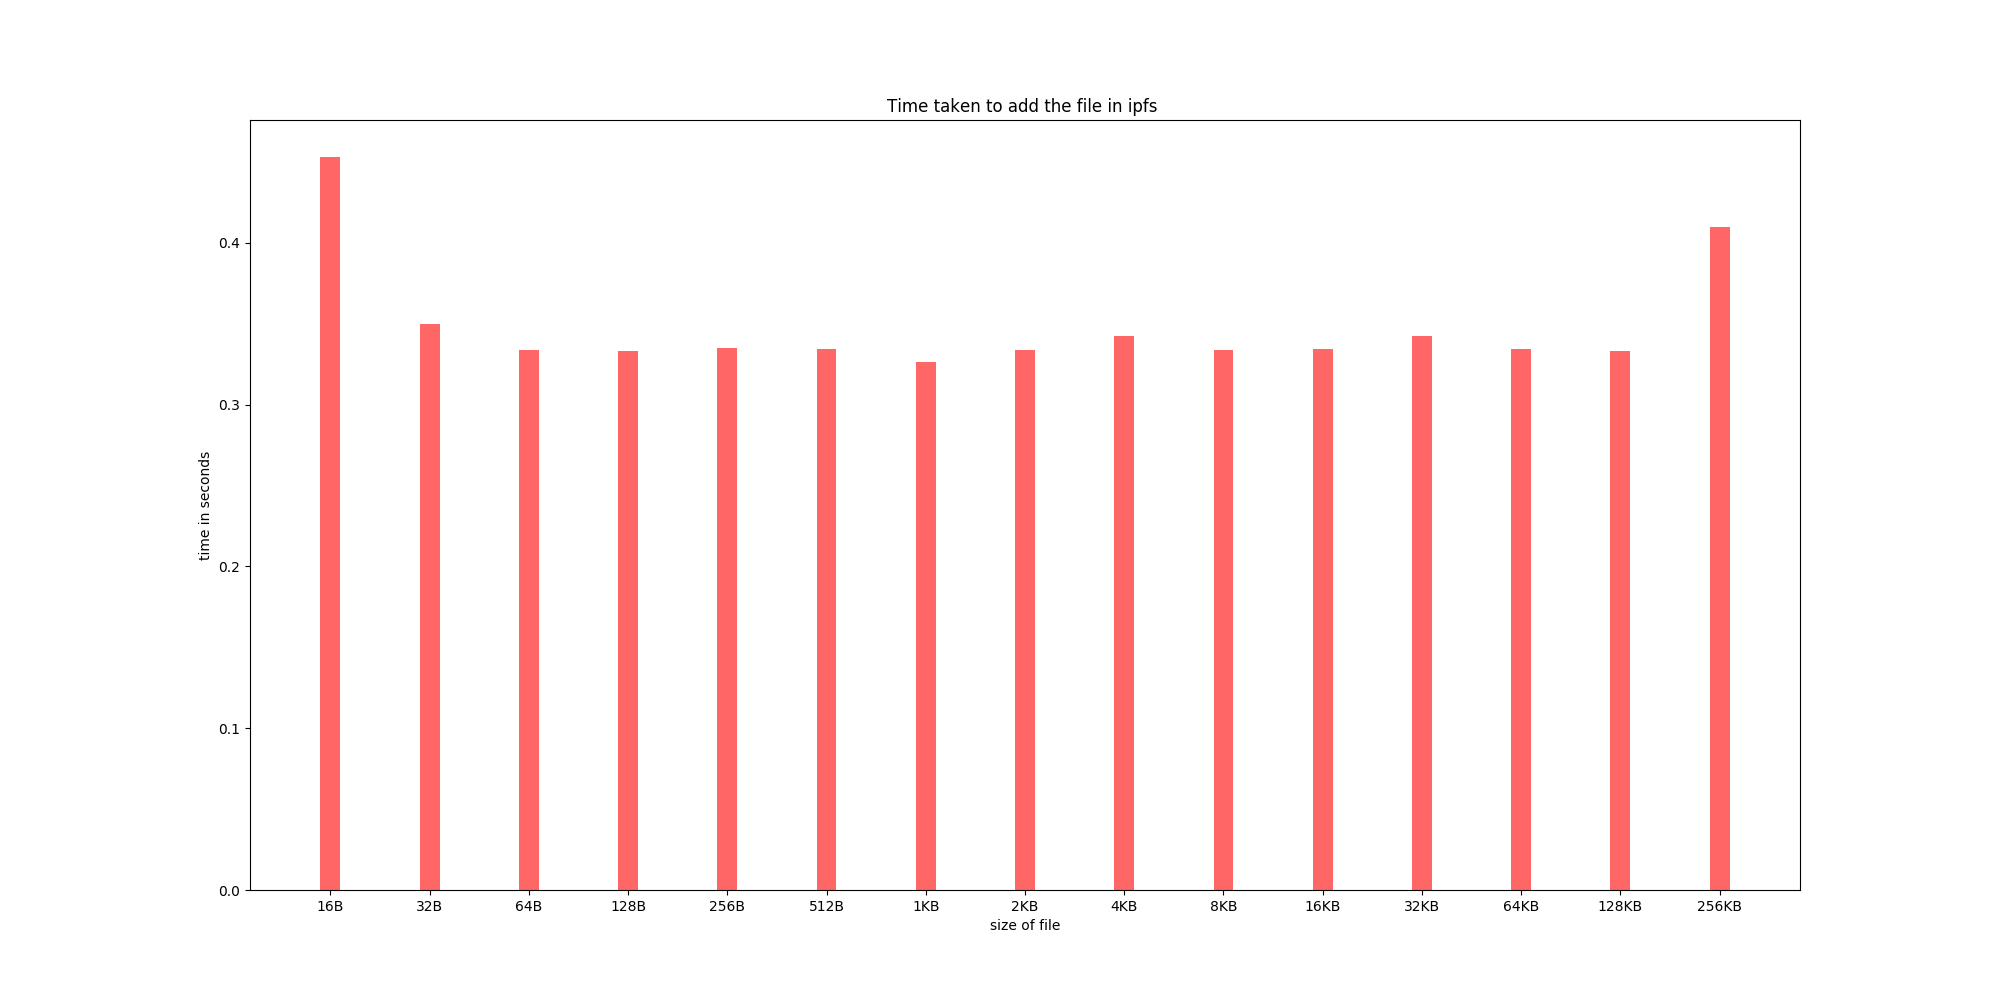 Time taken to add the file in ipfs
0.4
0.3
0.2
0.1
0.0
time in seconds
16B 32B 64B 128B 256B 512B 1KB 2KB 4KB 8KB 16KB 32KB 64KB 128KB 256KB
size of file